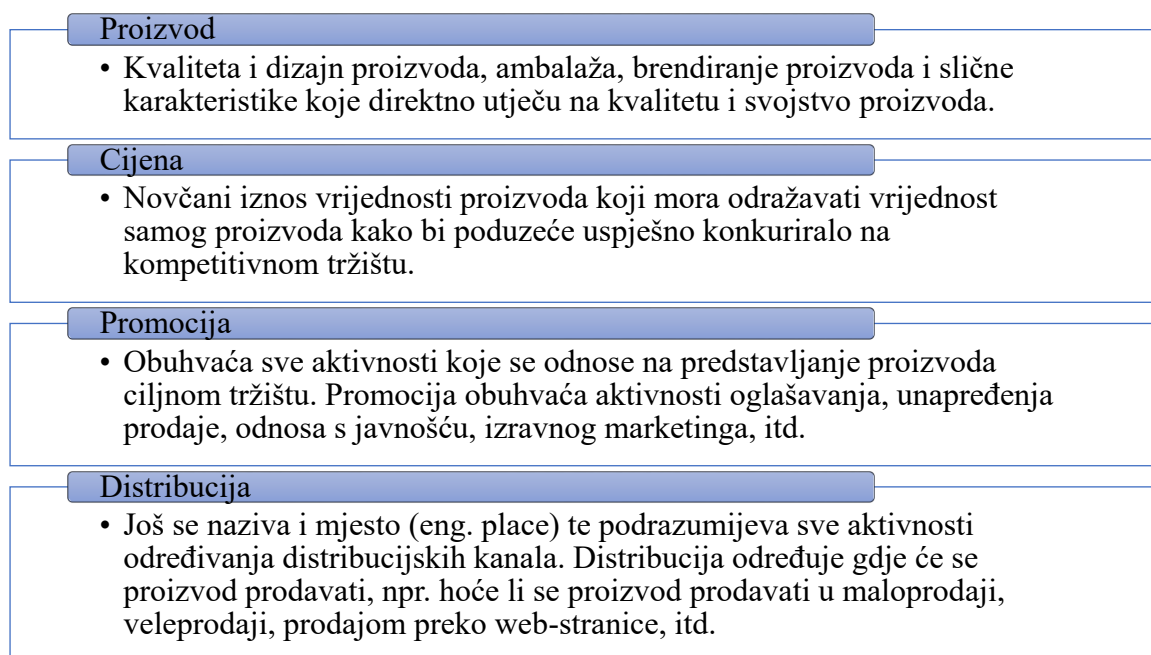 Proizvod
• Kvaliteta i dizajn proizvoda, ambalaža, brendiranje proizvoda i slične
karakteristike koje direktno utječu na kvalitetu i svojstvo proizvoda.
Cijena
• Novčani iznos vrijednosti proizvoda koji mora odražavati vrijednost
samog proizvoda kako bi poduzeće uspješno konkuriralo na
kompetitivnom tržištu.
Promocija
• Obuhvaća sve aktivnosti koje se odnose na predstavljanje proizvoda
ciljnom tržištu. Promocija obuhvaća aktivnosti oglašavanja, unapređenja
prodaje, odnosa s javnošću, izravnog marketinga, itd.
Distribucija
• Još se naziva i mjesto (eng. place) te podrazumijeva sve aktivnosti
određivanja distribucijskih kanala. Distribucija određuje gdje će se
proizvod prodavati, npr. hoće li se proizvod prodavati u maloprodaji,
veleprodaji, prodajom preko web-stranice, itd.